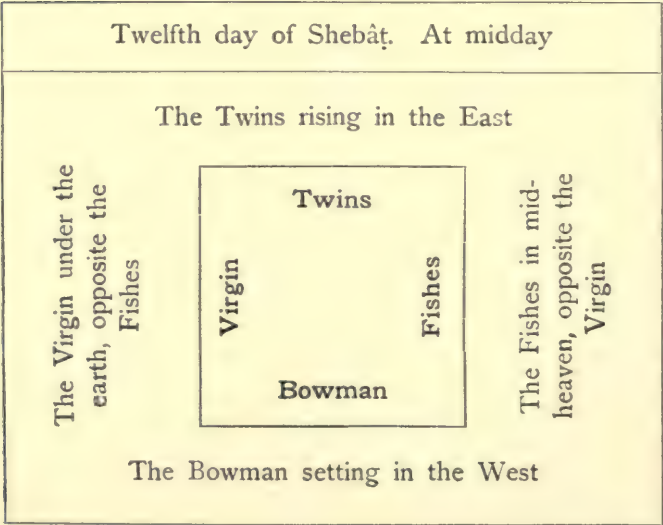 Twelfth day of Shebâṭ. At midday
The Twins rising in the East
The Virgin under the
earth, opposite the
Fishes
Twins
Virgin
Fishes
Bowman
The Fishes in mid-
heaven, opposite the
Virgin
The Bowman setting in the West